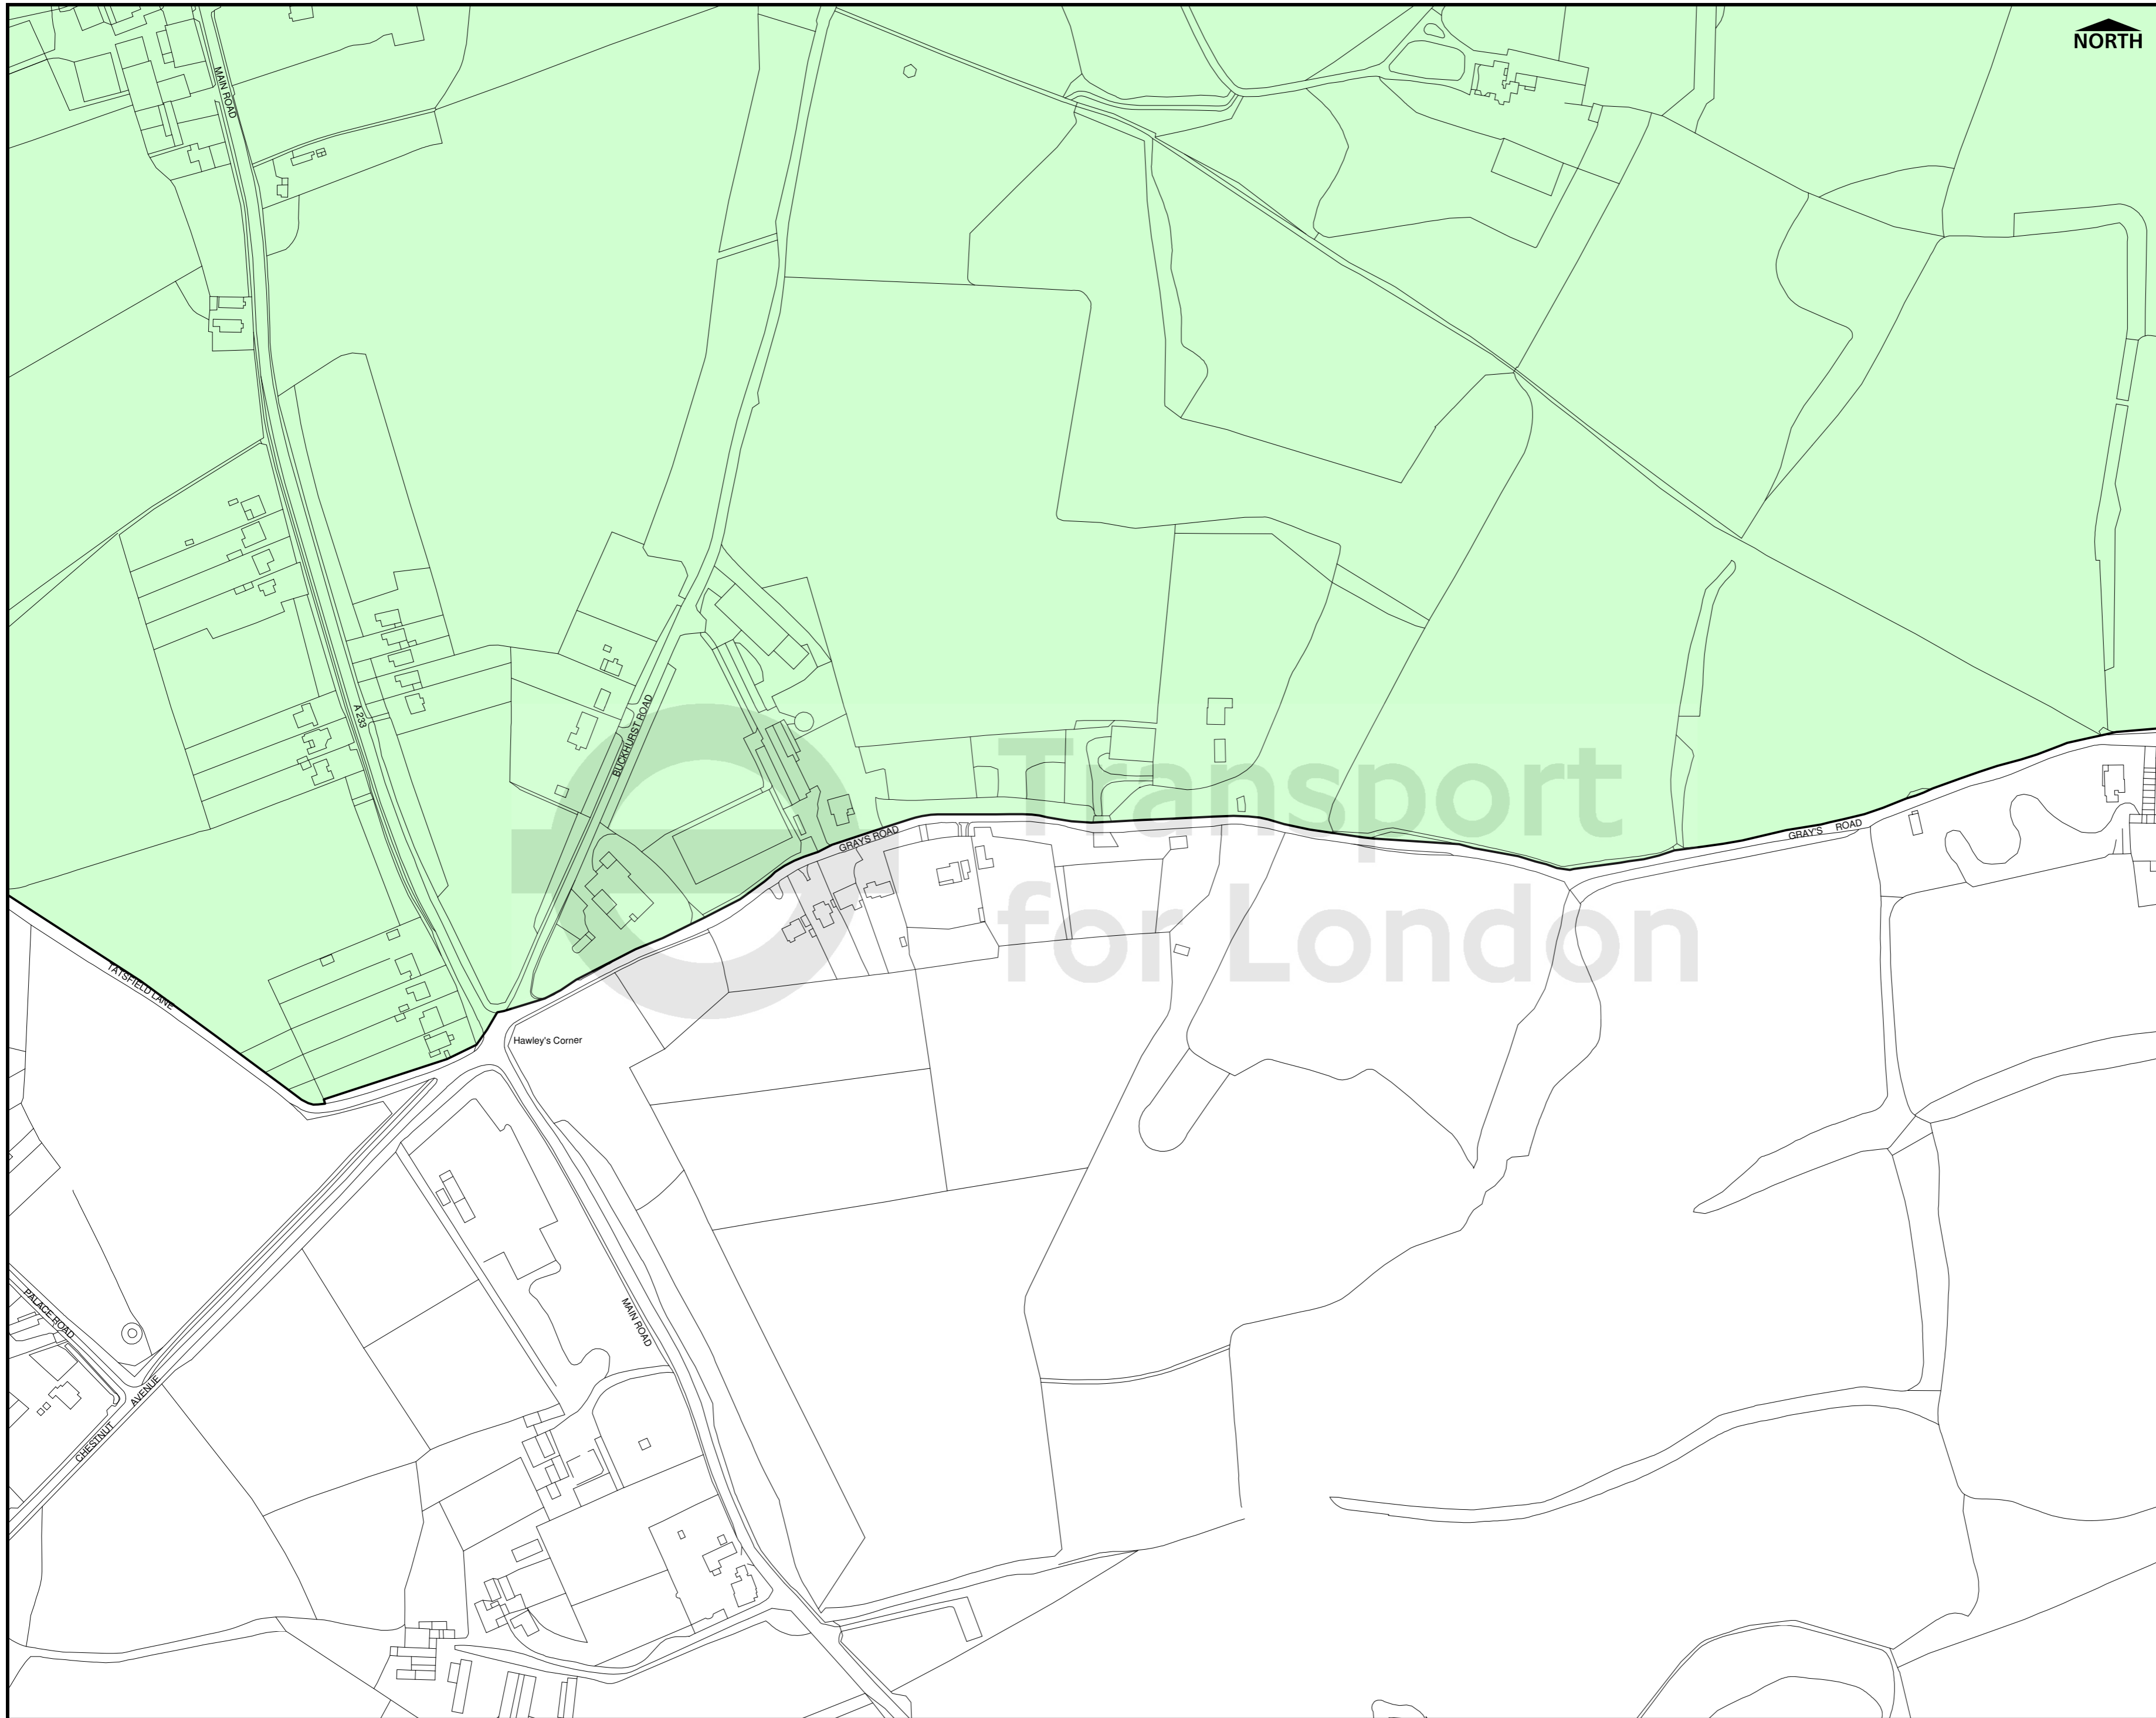 NORTH
MAIN ROAD
A 233
BUCKHURST ROAD
Transport
for London
GRAYS ROAD
GRAY'S ROAD
TATSFIELD LANE
Hawley's Corner
MAIN ROAD
PALACE ROAD
CHESTNUT AVENUE